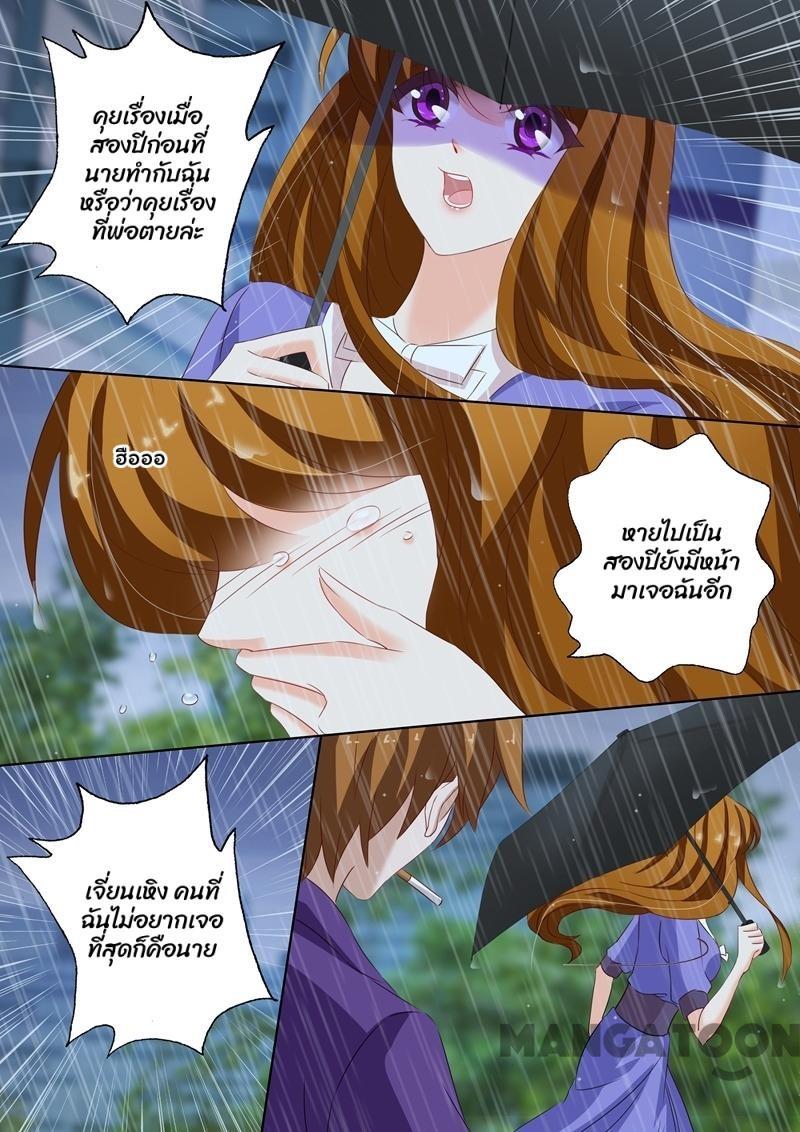 คุยเรื่องเมื่อ
สองปีก่อนที่
นายทำกับฉัน
หรือว่าคุยเรื่อง
ที่พ่อตายล่ะ
ฮืออออ
หายไปเป็น
สองปียังมีหน้า
มาเจอฉันอีก
เจี่ยนเหิง คนที่
ฉันไม่อยากเจอ
ที่สุดก็คือนาย
MANGATOON